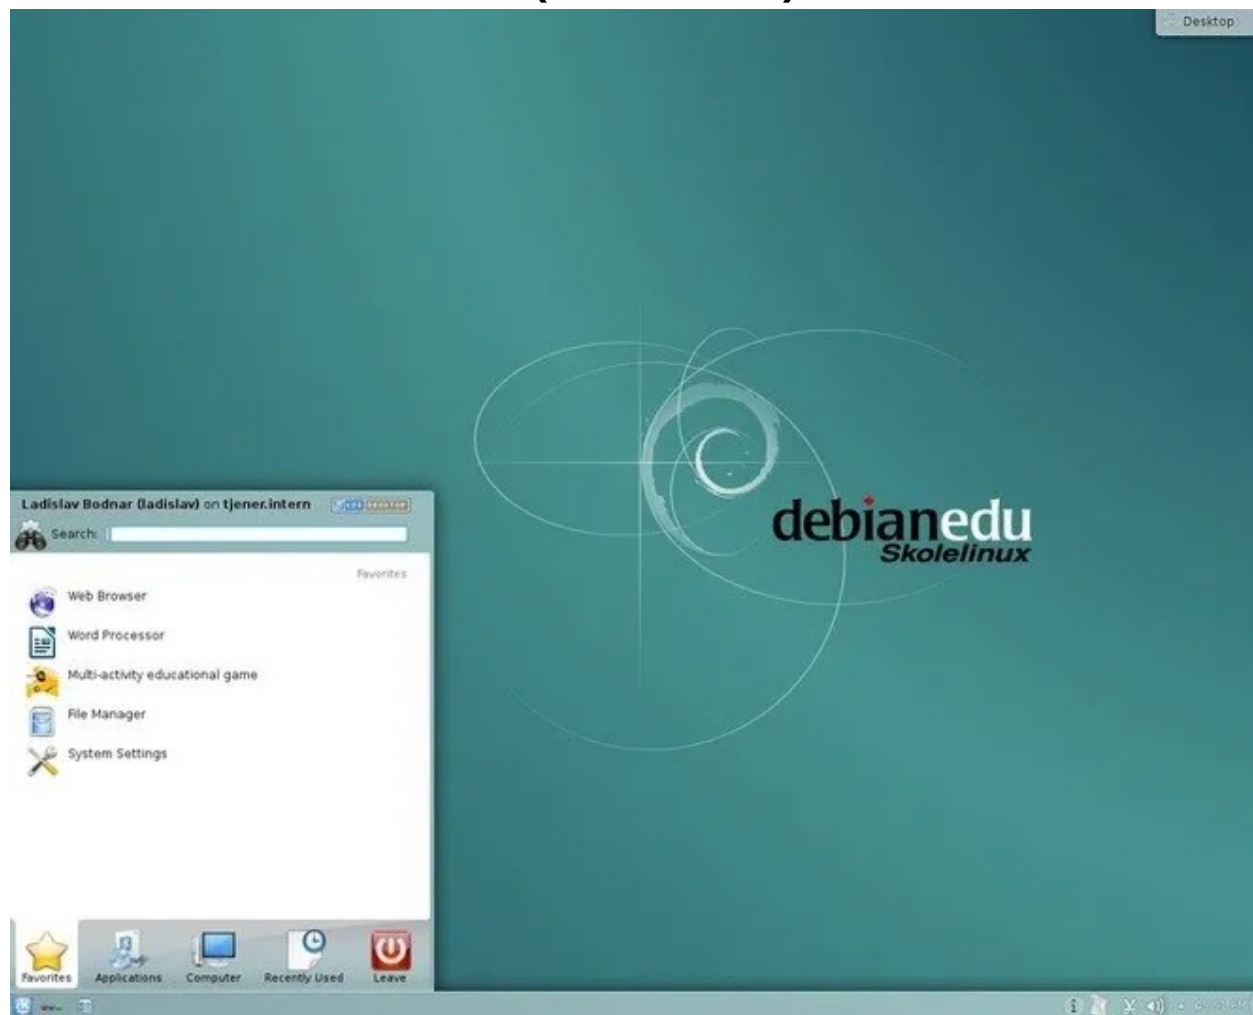 Desktop
debianedu
Skolelinux
Ladislav Bodnar (ladislav) on tjener.intern
Search:
Favorites
Web Browser
Word Processor
Multi-activity educational game
File Manager
System Settings
Favorites
Applications
Computer
Recently Used
Leave